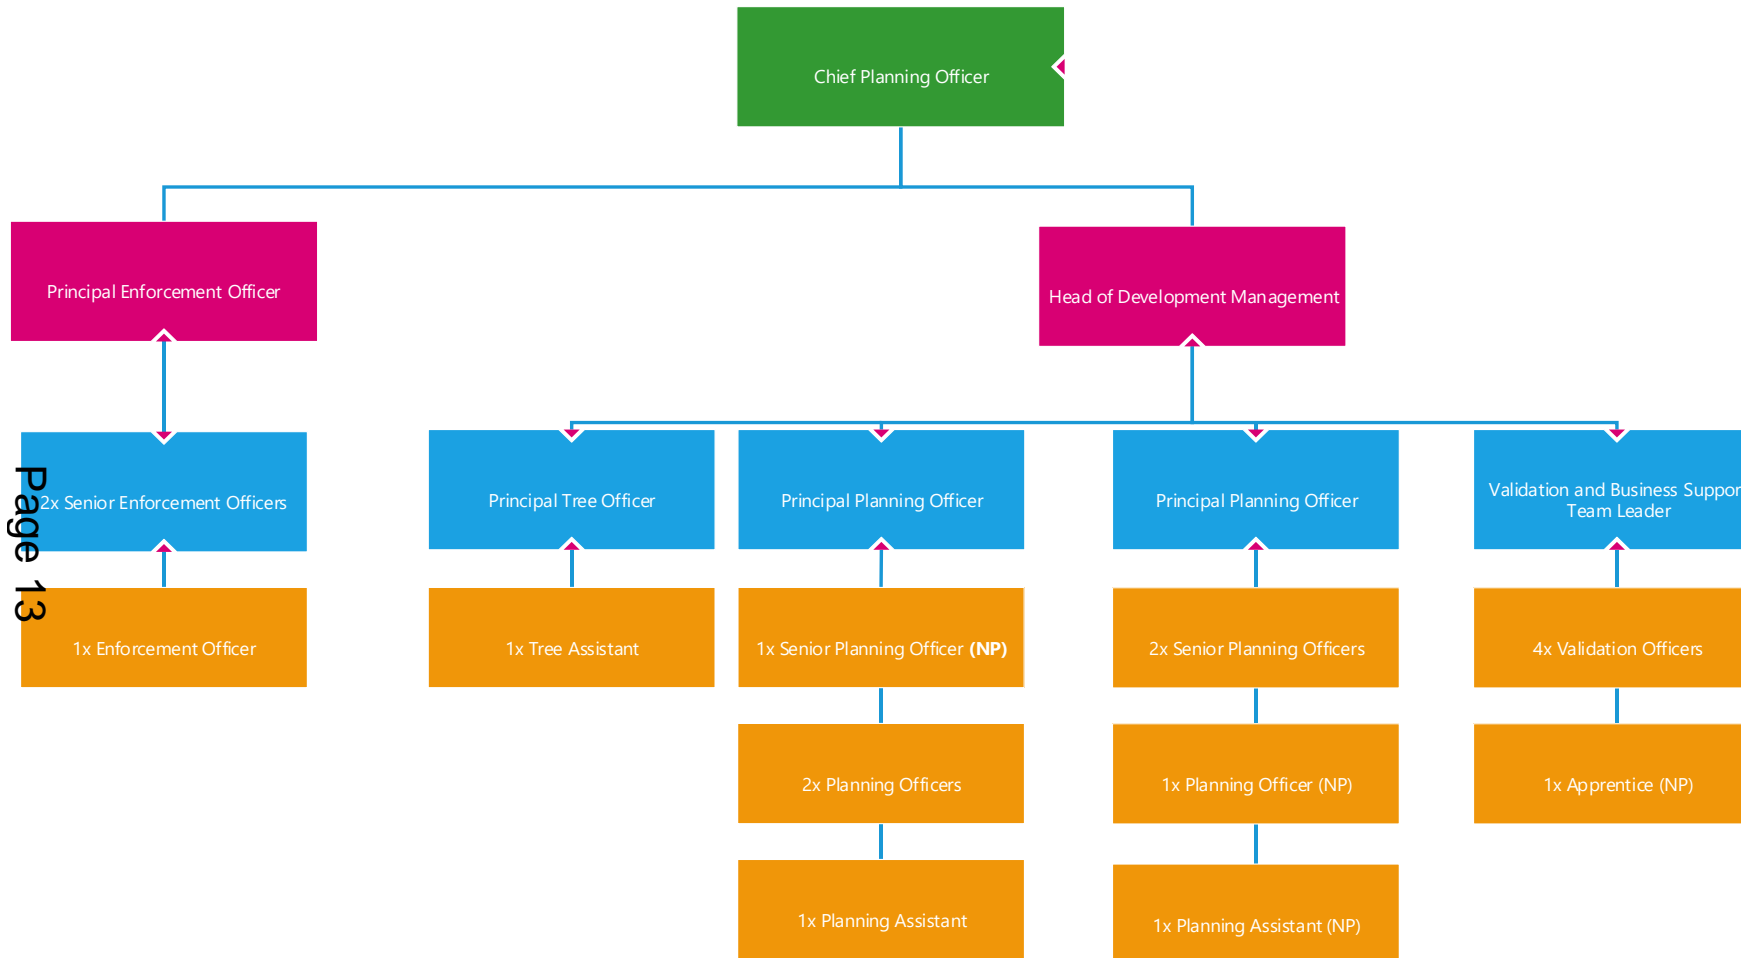 Chief Planning Officer
Principal Enforcement Officer
Head of Development Management
2x Senior Enforcement Officers
Principal Tree Officer
Principal Planning Officer
Principal Planning Officer
Validation and Business Suppor
Team Leader
Page 13
1x Enforcement Officer
1x Tree Assistant
1x Senior Planning Officer (NP)
2x Senior Planning Officers
4x Validation Officers
2x Planning Officers
1x Planning Officer (NP)
1x Apprentice (NP)
1x Planning Assistant
1x Planning Assistant (NP)